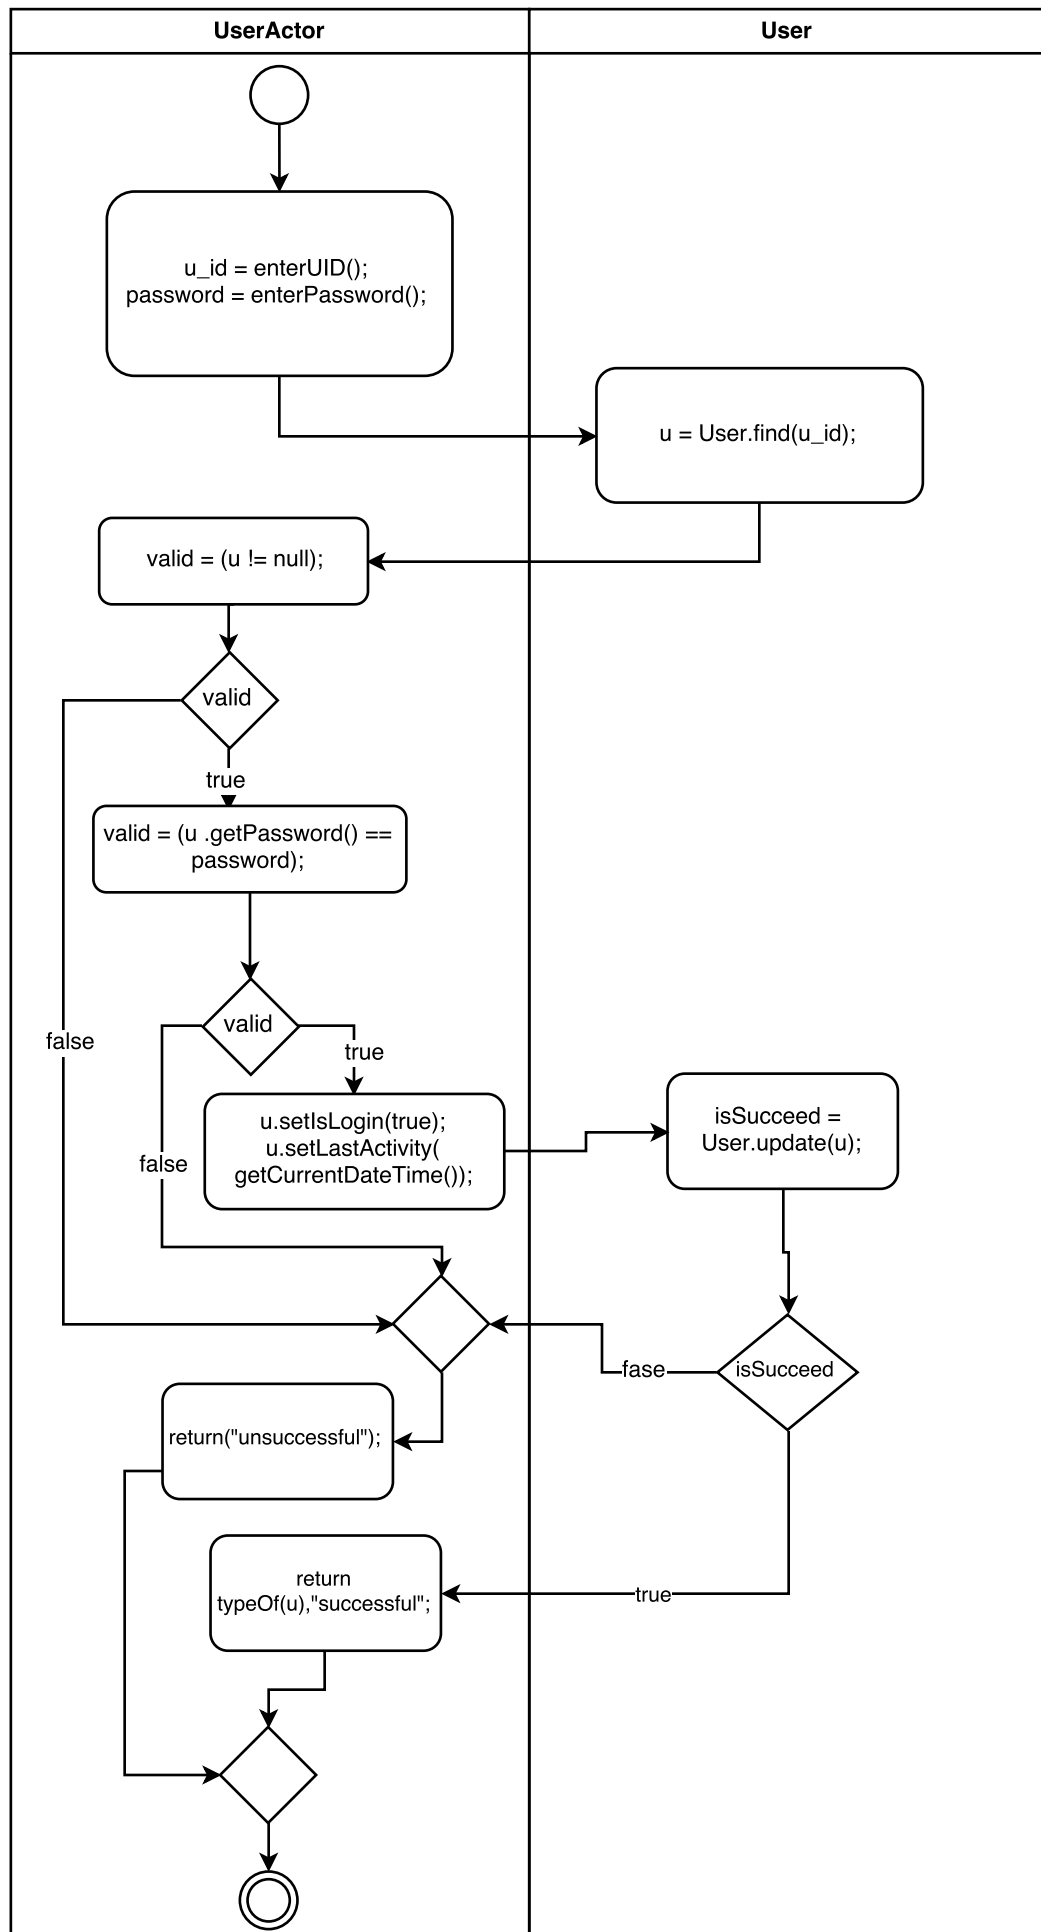 UserActor
User
u_id = enterUID();
password = enterPassword();
u = User.find(u_id);
valid = (u != null);
valid
true
valid = (u .getPassword() ==
password);
valid
false
true
u.setIsLogin(true);
u.setLastActivity(
getCurrentDateTime());
isSucceed =
User.update(u);
false
fase
isSucceed
return("unsuccessful");
return
typeOf(u),"successful";
true